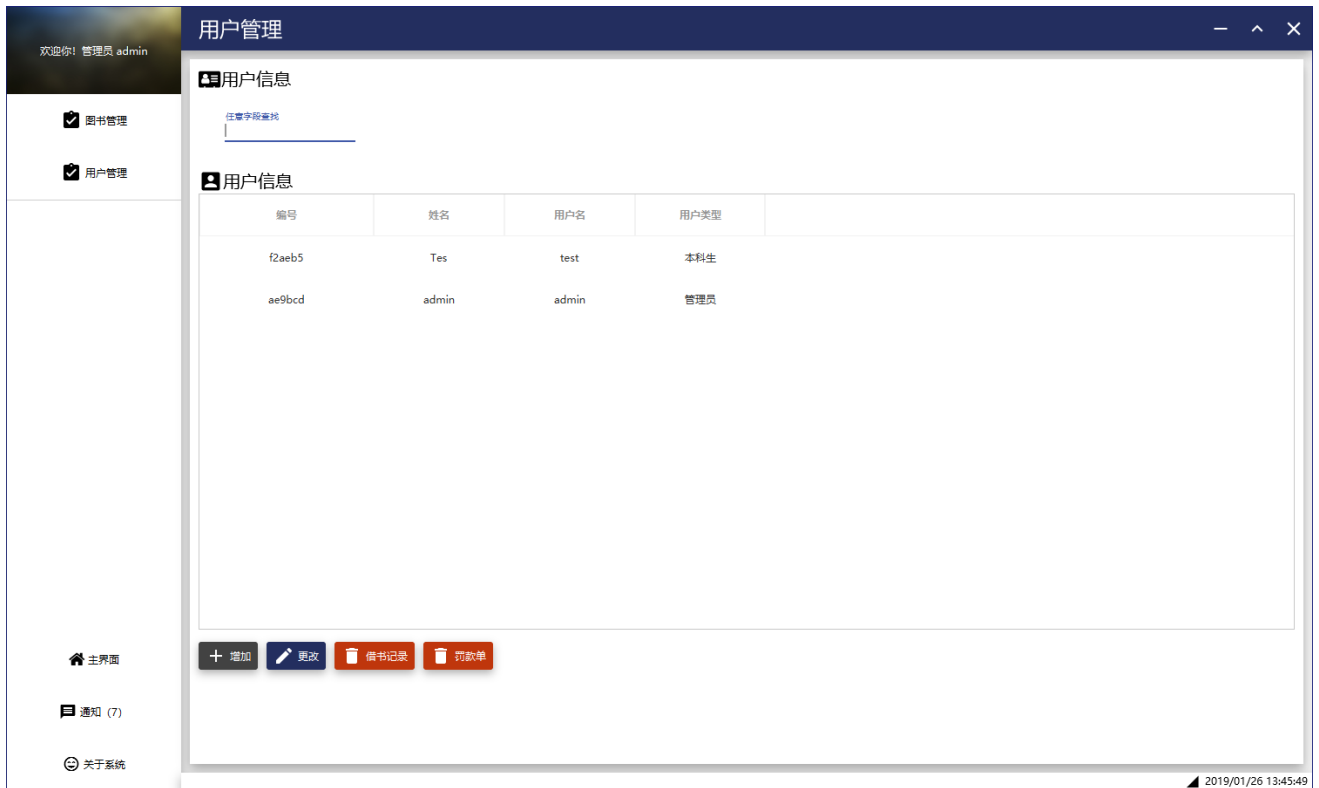 欢迎你！管理员 admin
图书管理
用户管理
主界面
通知 (7)
关于系统
用户管理
用户信息
任意字段查找
用户信息
编号 姓名 用户名 用户类型
f2aeb5 Tes test 本科生
ae9bcd admin admin 管理员
增加 更改 借书记录 罚款单
2019/01/26 13:45:49